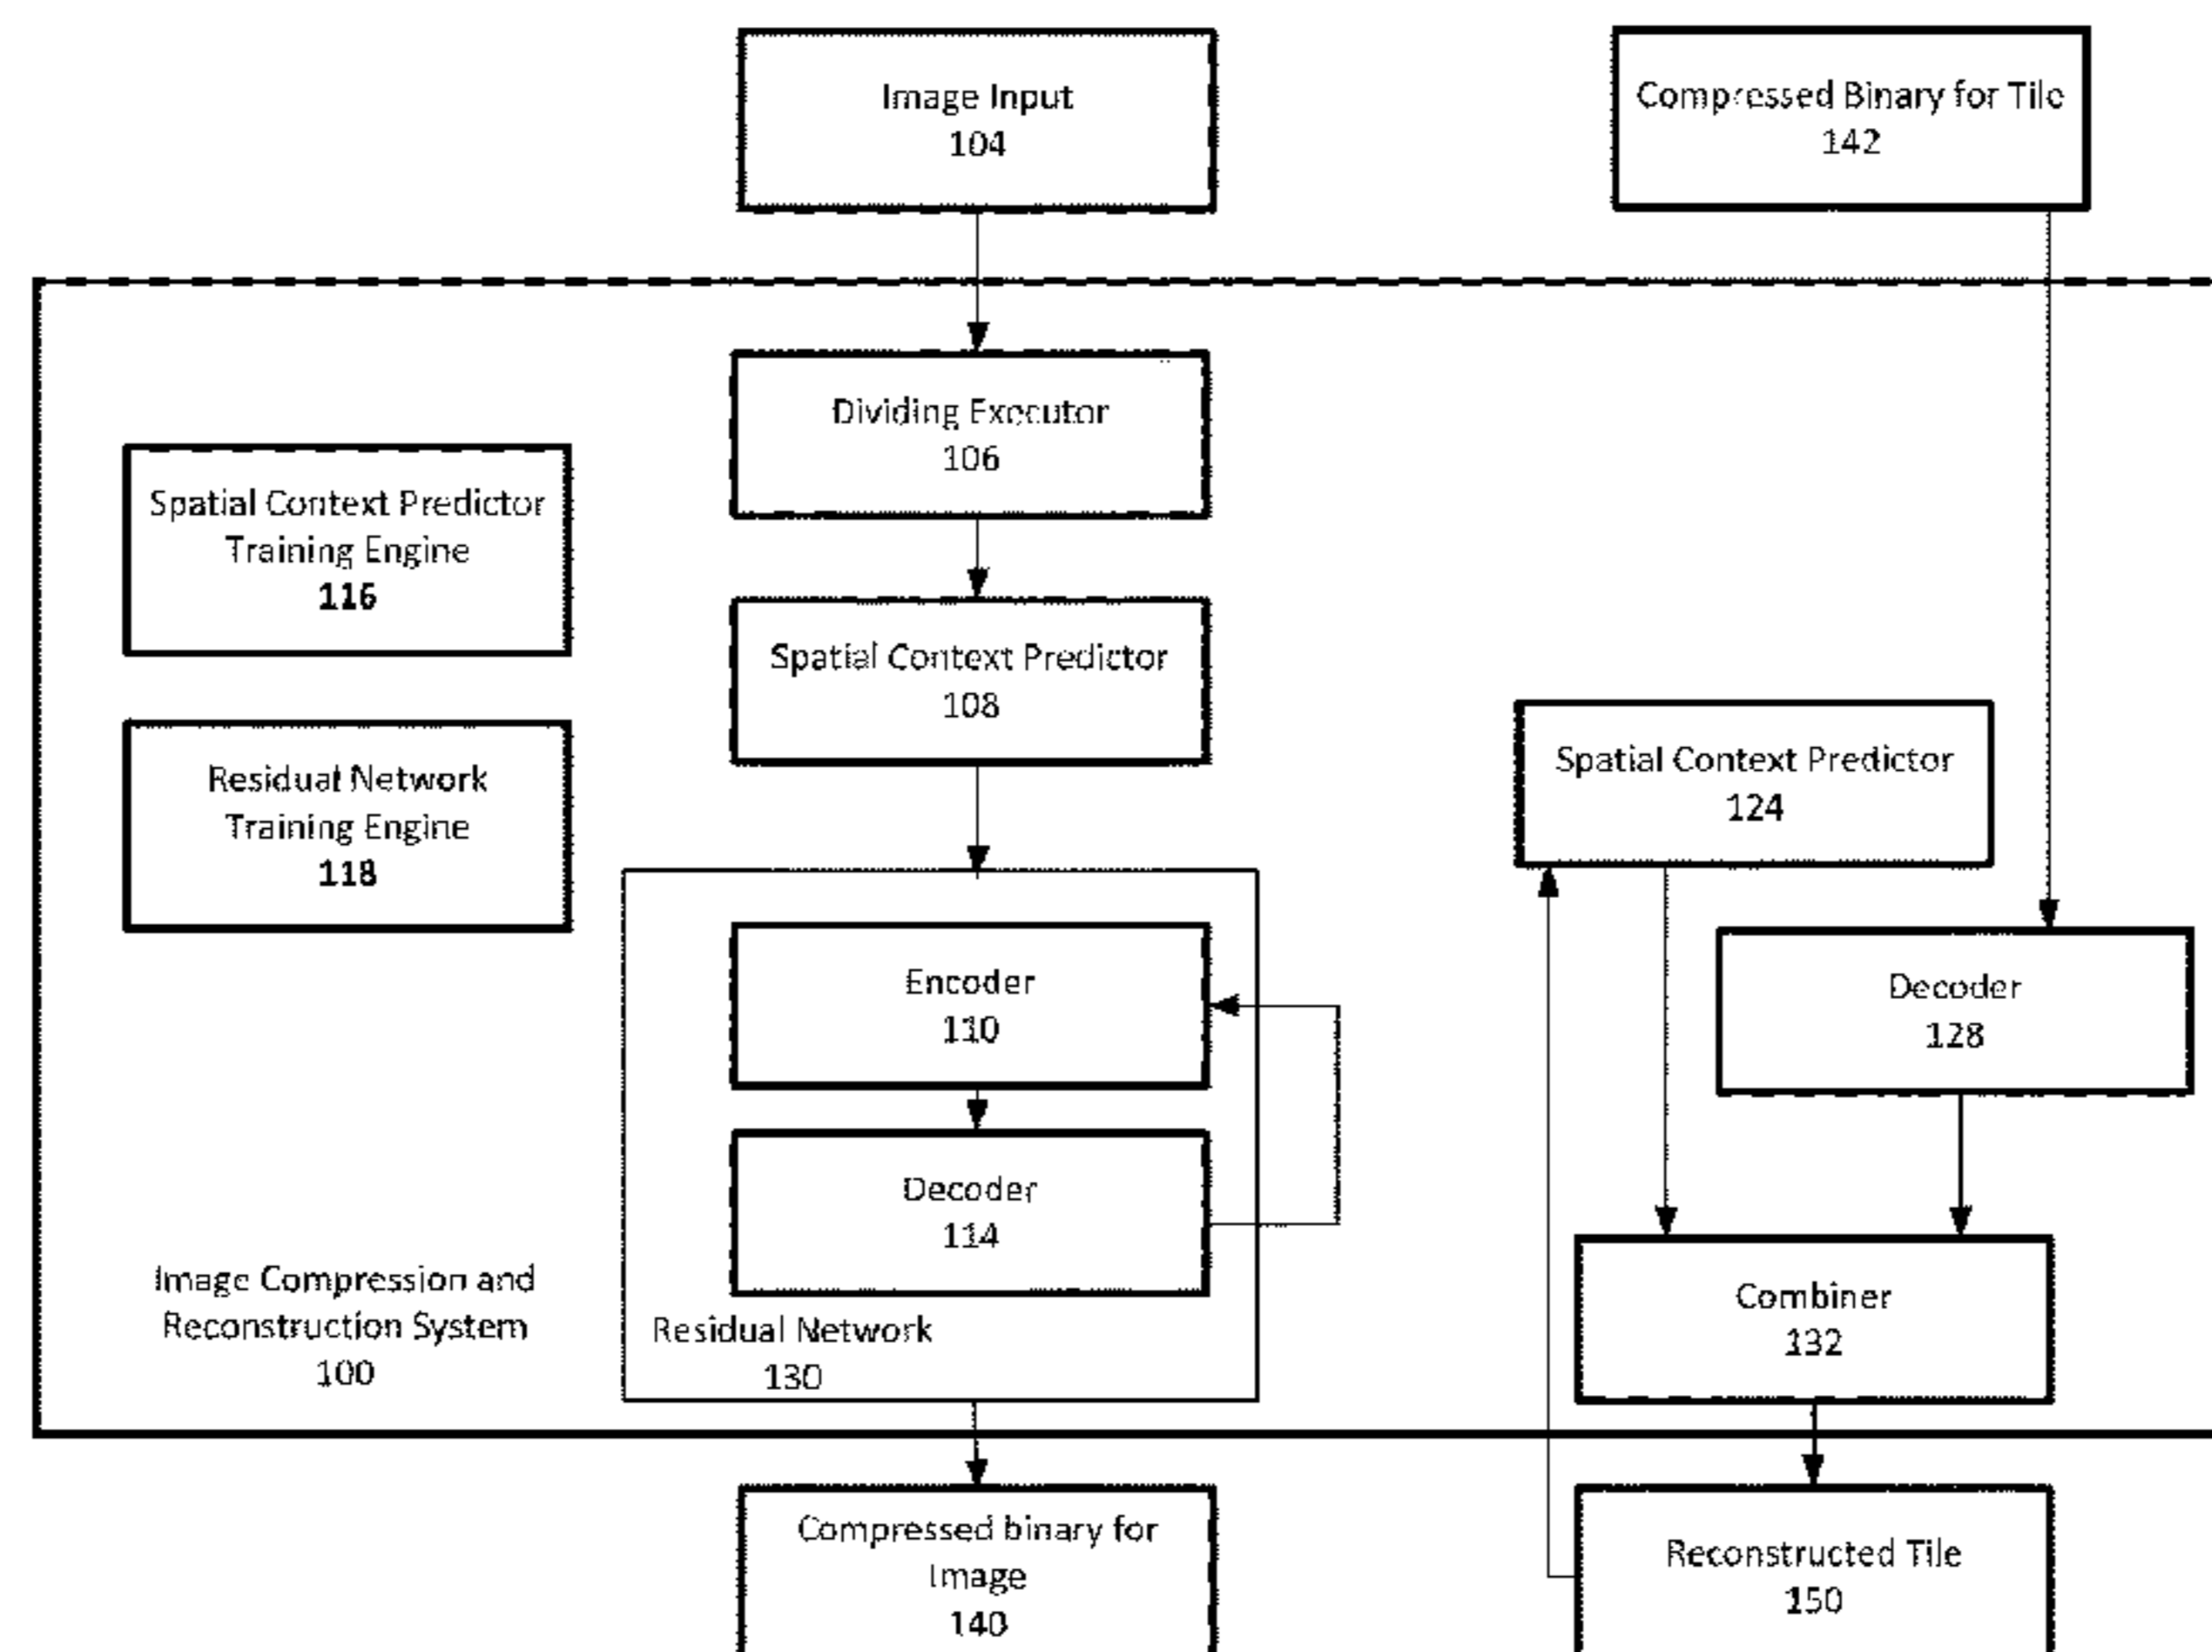 Image Input
104
Compressed Binary for Tile
142
Dividing Executor
106
Spatial Context Predictor
Training Engine
116
Spatial Context Predictor
108
Residual Network
Training Engine
118
Spatial Context Predictor
124
Encoder
110
Decoder
128
Decoder
114
Image Compression and
Reconstruction System
100
Residual Network
130
Combiner
132
Compressed binary for
Image
140
Reconstructed Tile
150